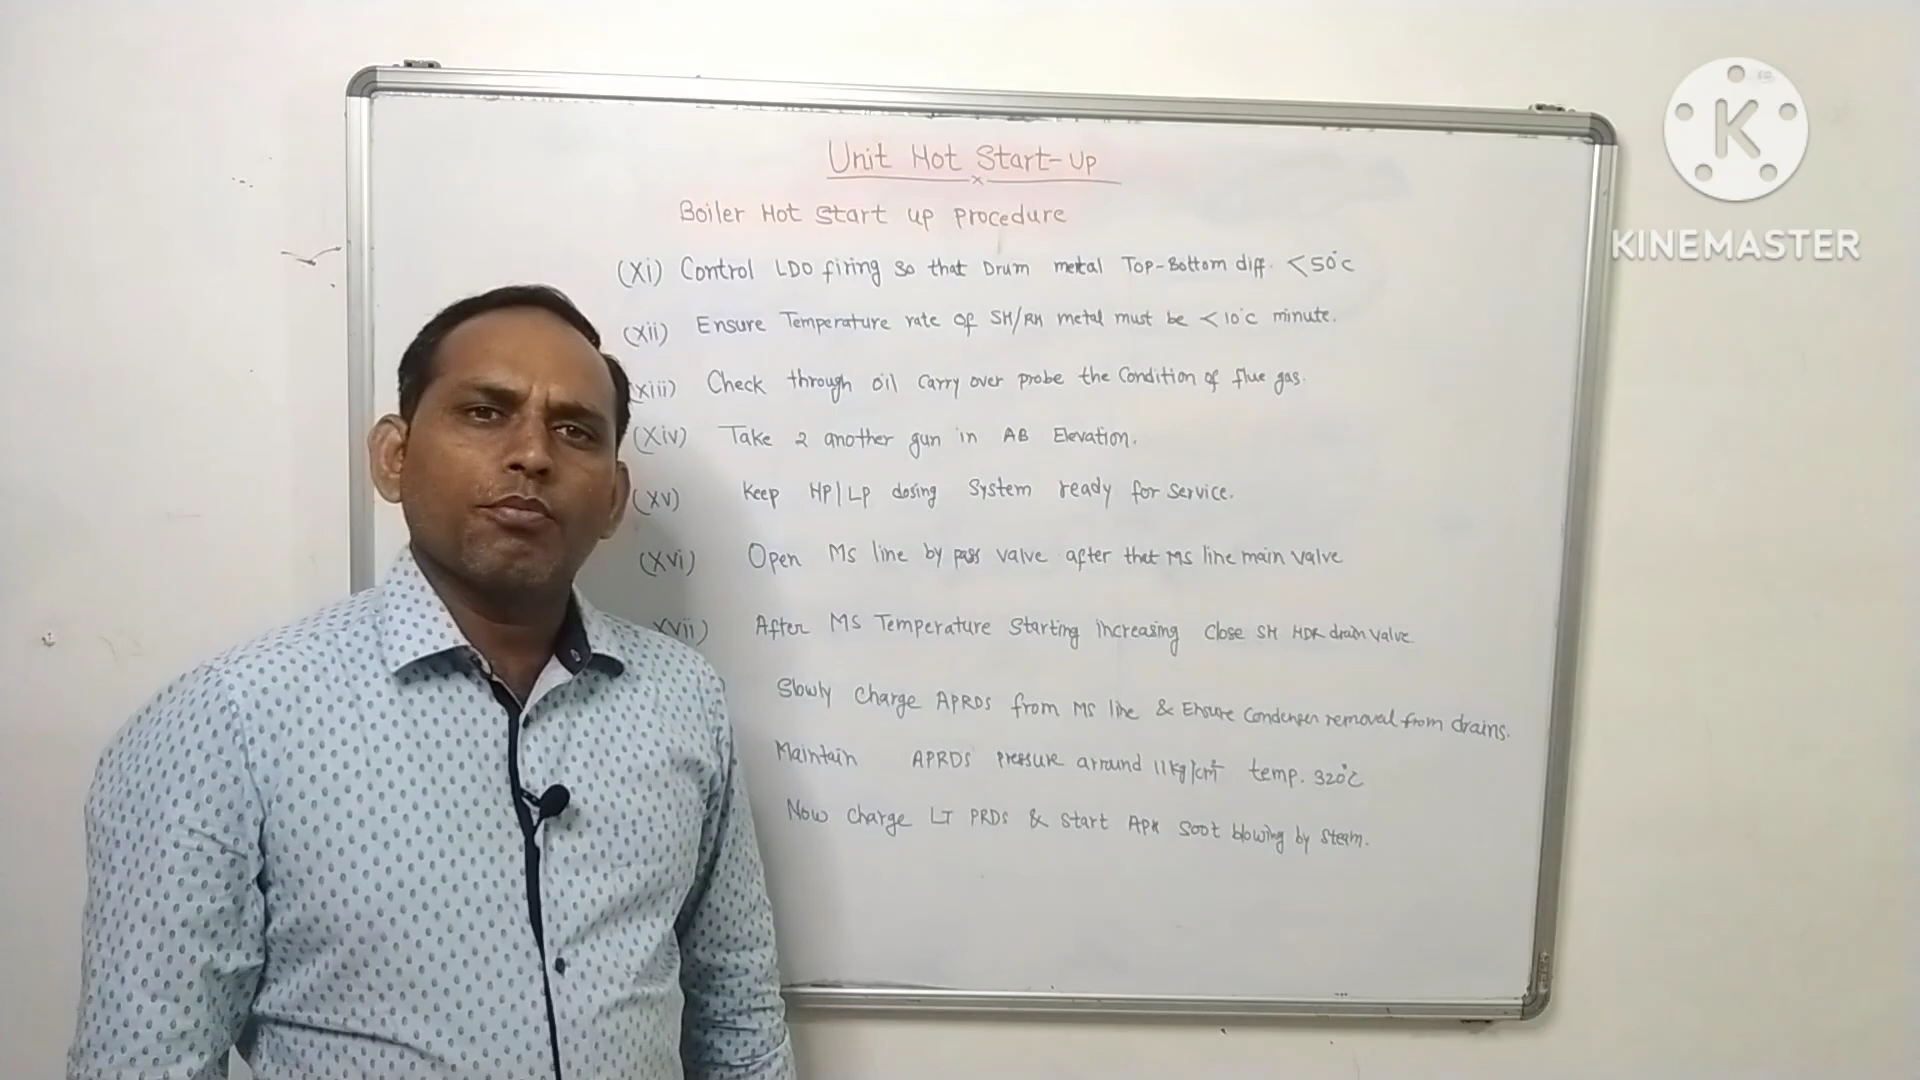 Unit Hot Start-Up
Boiler Hot start up procedure
(Xi) Control LDO firing so that Drum metal Top-Bottom diff. <50°c
(Xii) Ensure Temperature rate of SH/RH metal must be <10°c minute.
(xiii) Check through oil carry over probe the condition of flue gas.
(Xiv) Take 2 another gun in AB Elevation.
(XV) Keep HP/LP dosing System ready for service.
(XVi) Open MS line by pass valve after that MS line main valve
XVii) After MS Temperature Starting increasing Close SH HDR drain valve.
Slowly Charge APRDS from MS line & Ensure Condenser removal from drains.
Maintain APRDS pressure arround 11kg/cm² temp. 320°C
Now charge LT PRDS & start APH Soot blowing by steam.
K
KINEMASTER